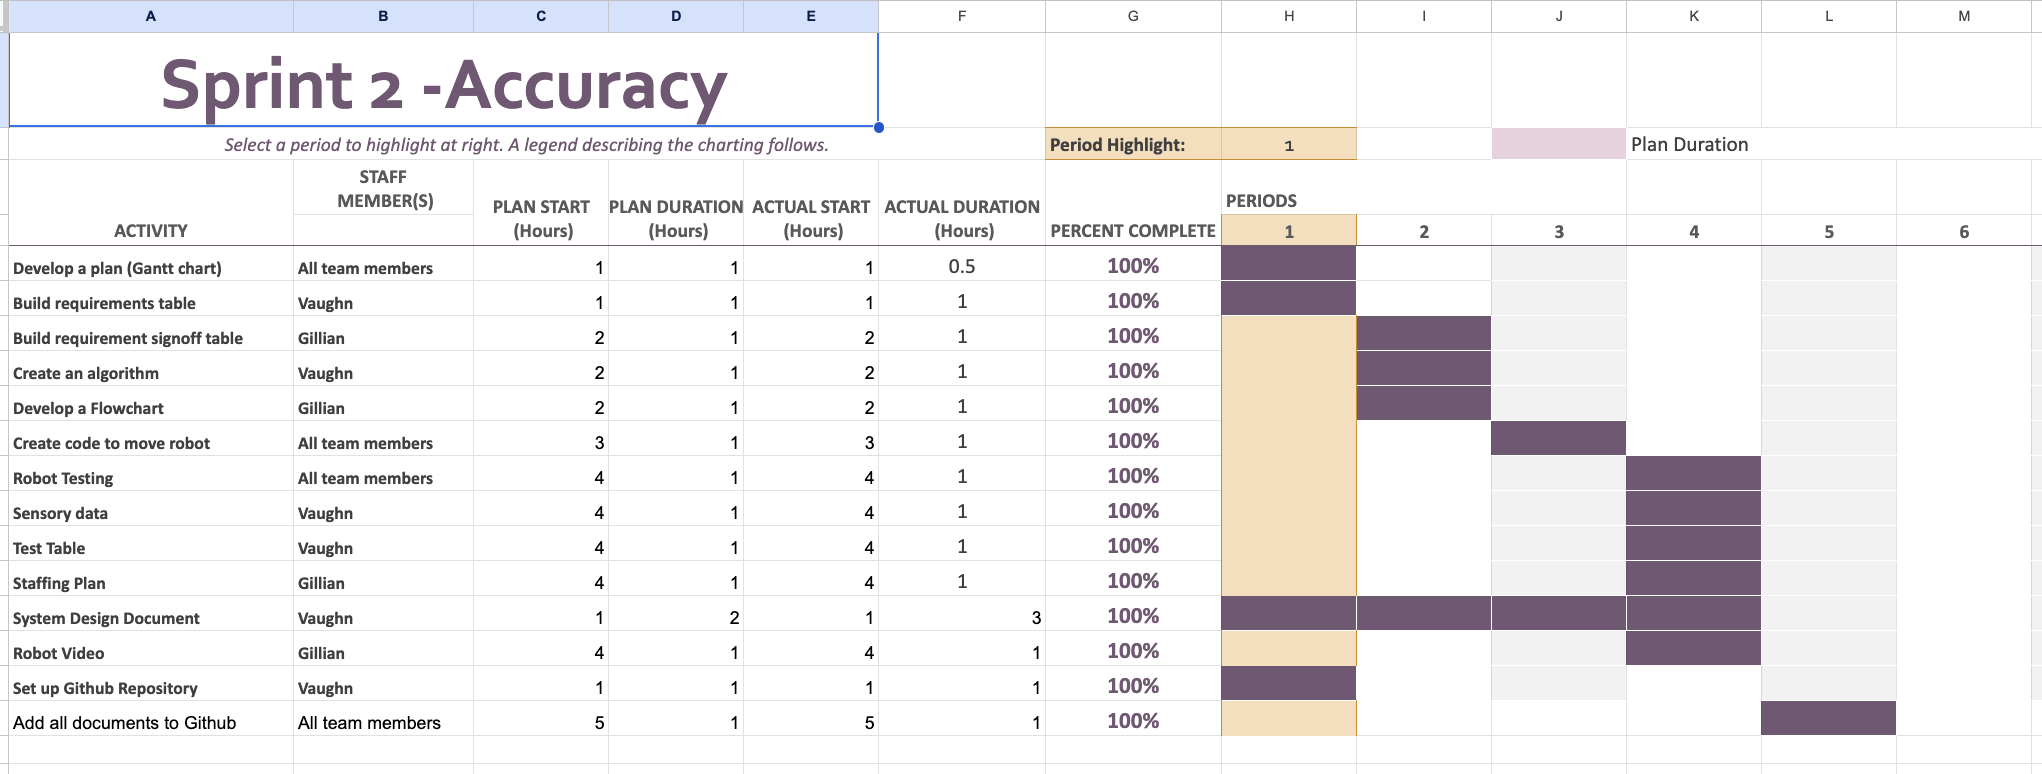 A B C D E F G H I J K L M
Sprint 2 -Accuracy
Select a period to highlight at right. A legend describing the charting follows. Period Highlight: 1 Plan Duration
STAFF
MEMBER(S) PERIODS
PLAN START PLAN DURATION ACTUAL START ACTUAL DURATION
ACTIVITY (Hours) (Hours) (Hours) (Hours) PERCENT COMPLETE 1 2 3 4 5 6
Develop a plan (Gantt chart) All team members 1 1 1 0.5 100%
Build requirements table Vaughn 1 1 1 1 100%
Build requirement signoff table Gillian 2 1 2 1 100%
Create an algorithm Vaughn 2 1 2 1 100%
Develop a Flowchart Gillian 2 1 2 1 100%
Create code to move robot All team members 3 1 3 1 100%
Robot Testing All team members 4 1 4 1 100%
Sensory data Vaughn 4 1 4 1 100%
Test Table Vaughn 4 1 4 1 100%
Staffing Plan Gillian 4 1 4 1 100%
System Design Document Vaughn 1 2 1 3 100%
Robot Video Gillian 4 1 4 1 100%
Set up Github Repository Vaughn 1 1 1 1 100%
Add all documents to Github All team members 5 1 5 1 100%